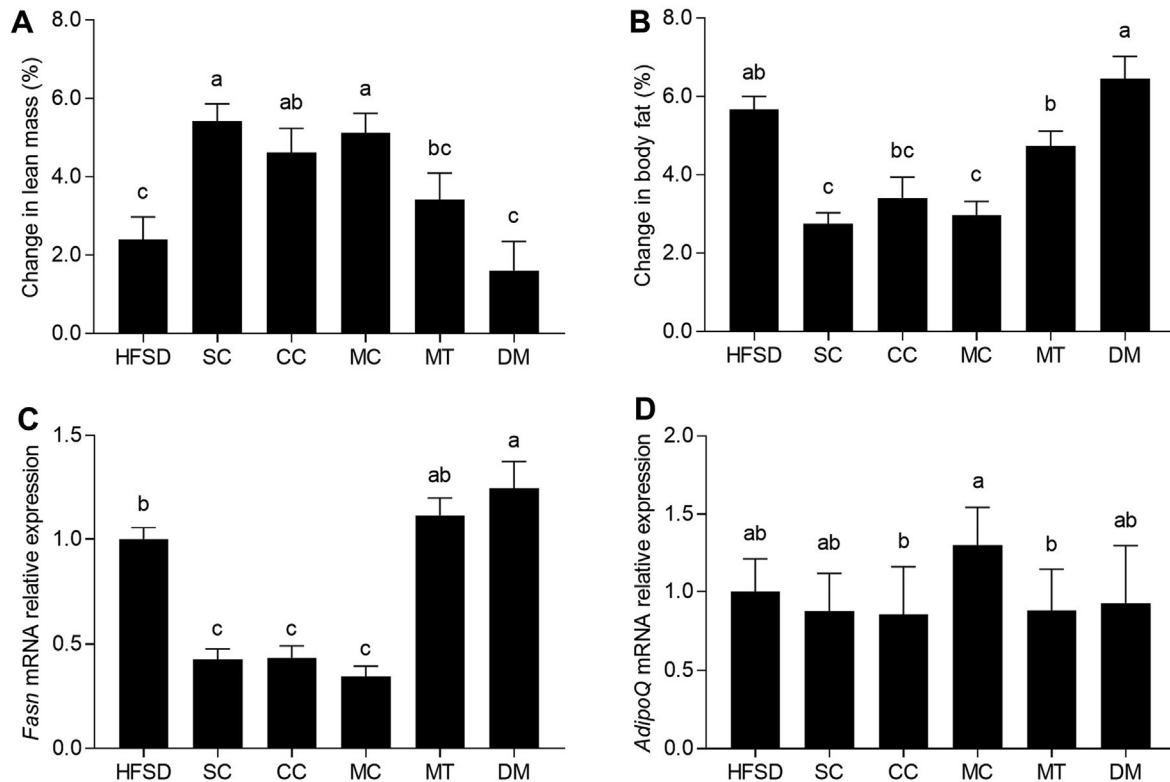 A
Change in lean mass (%)
8.0
6.0
4.0
2.0
0.0
c
a
ab
a
bc
c
HFSD SC CC MC MT DM
B
Change in body fat (%)
8.0
6.0
4.0
2.0
0.0
ab
c
bc
c
b
a
HFSD SC CC MC MT DM
C
Fasn mRNA relative expression
1.5
1.0
0.5
0.0
b
c
c
c
ab
a
HFSD SC CC MC MT DM
D
AdipoQ mRNA relative expression
2.0
1.5
1.0
0.5
0.0
ab
ab
b
a
b
ab
HFSD SC CC MC MT DM